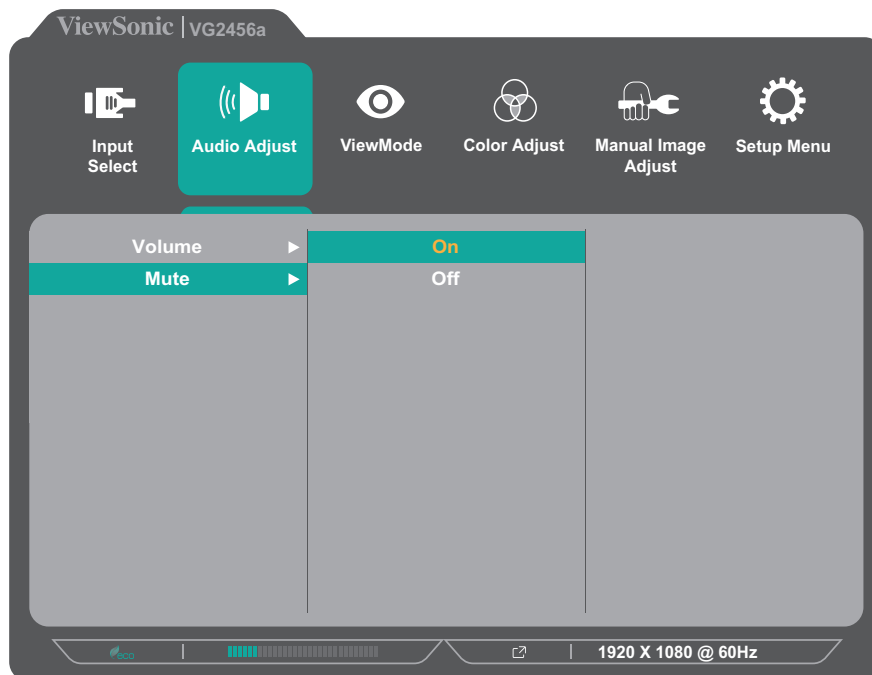 ViewSonic | VG2456a
Input Select
Audio Adjust
ViewMode
Color Adjust
Manual Image Adjust
Setup Menu
Volume
On
Mute
Off
eco
1920 X 1080 @ 60Hz